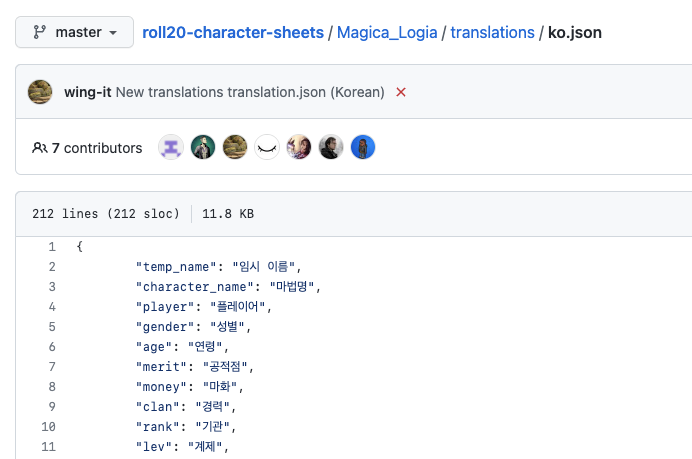 master roll20-character-sheets / Magica_Logia / translations / ko.json
wing-it New translations translation.json (Korean)
7 contributors
212 lines (212 sloc) 11.8 KB
1 {
2 "temp_name": "임시 이름",
3 "character_name": "마법명",
4 "player": "플레이어",
5 "gender": "성별",
6 "age": "연령",
7 "merit": "공적점",
8 "money": "마화",
9 "clan": "경력",
10 "rank": "기관",
11 "lev": "계제",